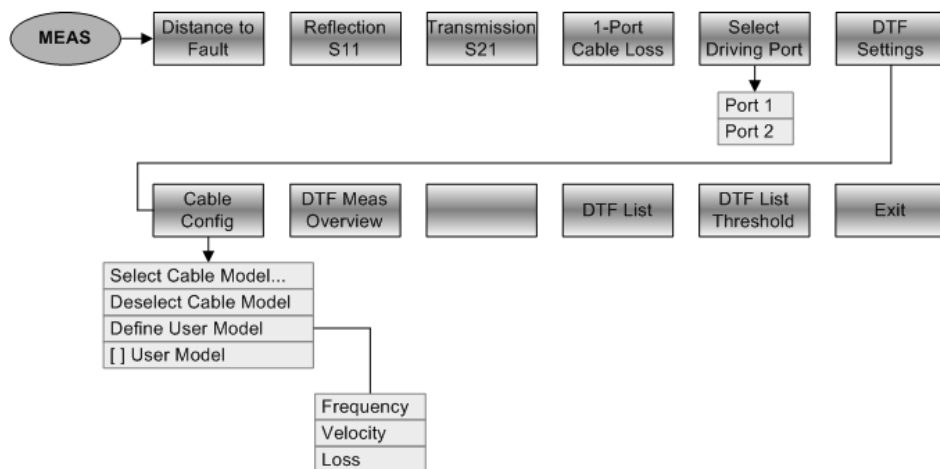 MEAS
Distance to
Fault
Reflection
S11
Transmission
S21
1-Port
Cable Loss
Select
Driving Port
DTF
Settings
Port 1
Port 2
Cable
Config
DTF Meas
Overview
DTF List
DTF List
Threshold
Exit
Select Cable Model...
Deselect Cable Model
Define User Model
[ ] User Model
Frequency
Velocity
Loss